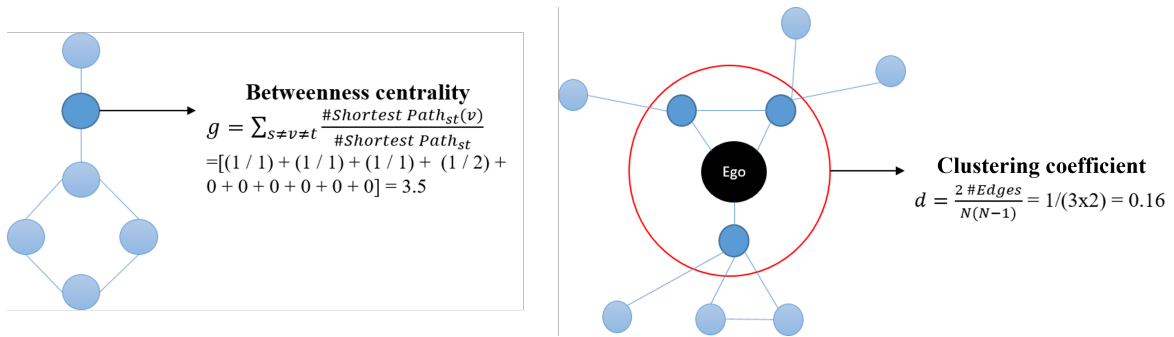 Betweenness centrality
g = ∑s≠v≠t #Shortest Pathst(v) / #Shortest Pathst
=[(1 / 1) + (1 / 1) + (1 / 1) + (1 / 2) +
0 + 0 + 0 + 0 + 0 + 0] = 3.5
Ego
Clustering coefficient
d = 2 #Edges / N(N−1) = 1/(3x2) = 0.16